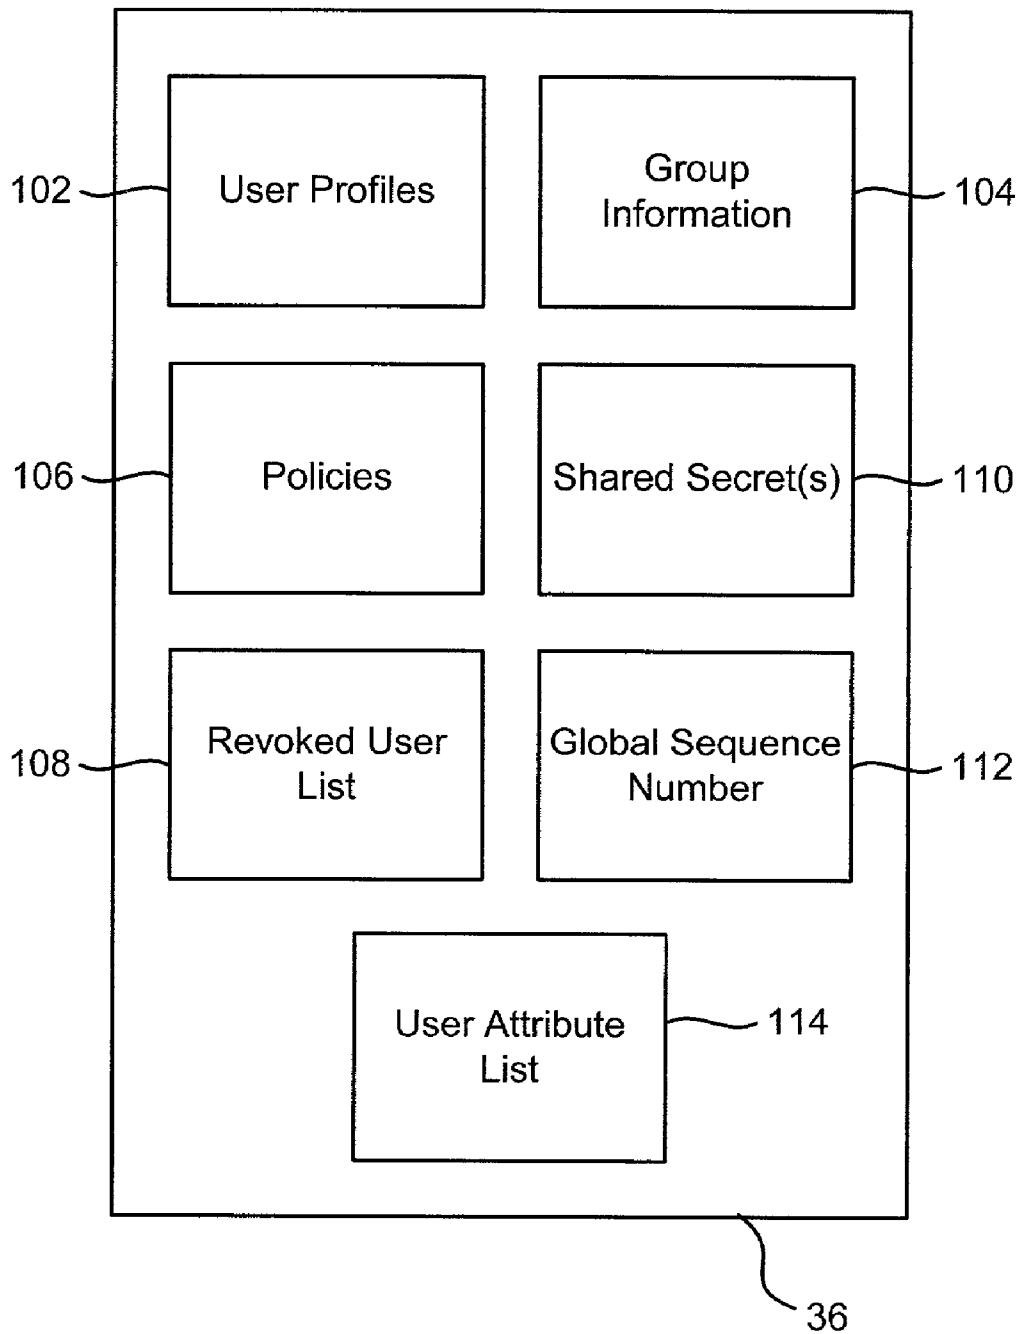 102
User Profiles
Group
Information
104
106
Policies
Shared Secret(s)
110
108
Revoked User
List
Global Sequence
Number
112
User Attribute
List
114
36